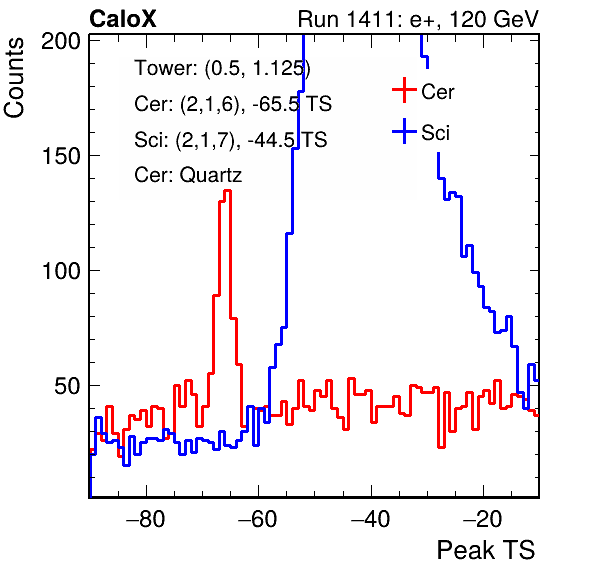 CaloX Run 1411: e+, 120 GeV
Counts
200
150
100
50
Tower: (0.5, 1.125)
Cer: (2,1,6), -65.5 TS
Sci: (2,1,7), -44.5 TS
Cer: Quartz
Cer
Sci
−80 −60 −40 −20
Peak TS